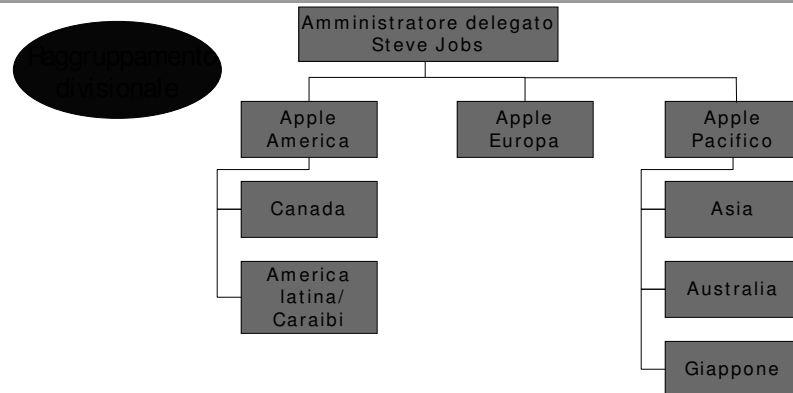 Amministratore delegato
Steve Jobs
Raggruppamento
divisionale
Apple
America
Apple
Europa
Apple
Pacifico
Canada
Asia
America
latina/
Caraibi
Australia
Giappone